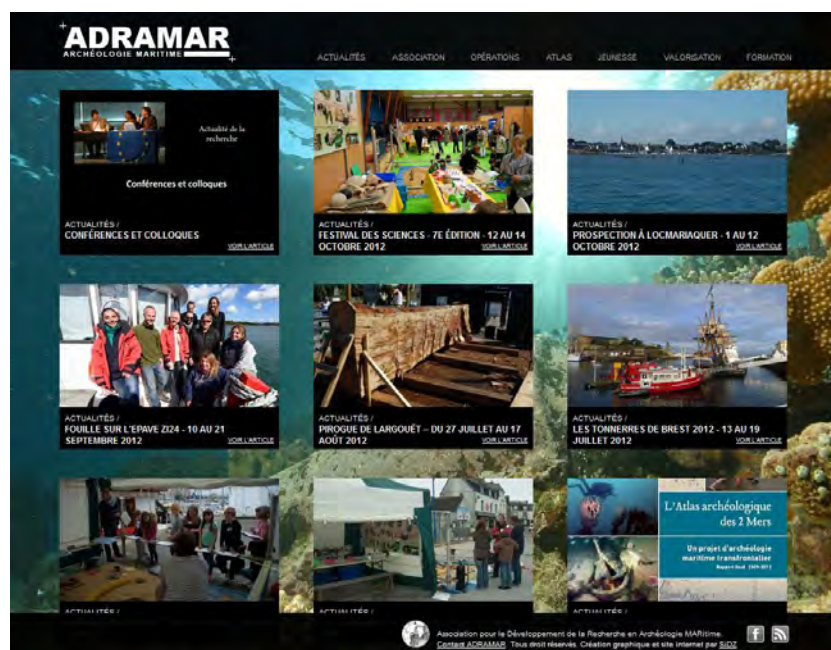 ADRAMAR
ARCHÉOLOGIE MARITIME
ACTUALITÉS ASSOCIATION OPÉRATIONS ATLAS JEUNESSE VALORISATION FORMATION
Actualité de la
recherche
Conférences et colloques
ACTUALITÉS /
CONFÉRENCES ET COLLOQUES
VOIR L'ARTICLE
ACTUALITÉS /
FESTIVAL DES SCIENCES - 7E ÉDITION - 12 AU 14
OCTOBRE 2012
VOIR L'ARTICLE
ACTUALITÉS /
PROSPECTION À LOCMARIAQUER - 1 AU 12
OCTOBRE 2012
VOIR L'ARTICLE
ACTUALITÉS /
FOUILLE SUR L'EPAVE ZI24 - 10 AU 21
SEPTEMBRE 2012
VOIR L'ARTICLE
ACTUALITÉS /
PIROGUE DE LARGOUËT – DU 27 JUILLET AU 17
AOÛT 2012
VOIR L'ARTICLE
ACTUALITÉS /
LES TONNERRES DE BREST 2012 - 13 AU 19
JUILLET 2012
VOIR L'ARTICLE
L'Atlas archéologique
des 2 Mers
Un projet d'archéologie
maritime transfrontalier
ACTUALITÉS /
ACTUALITÉS /
ACTUALITÉS /
Association pour le Développement de la Recherche en Archéologie MARitime.
Contact ADRAMAR. Tous droit réservés. Création graphique et site internet par SiDZ